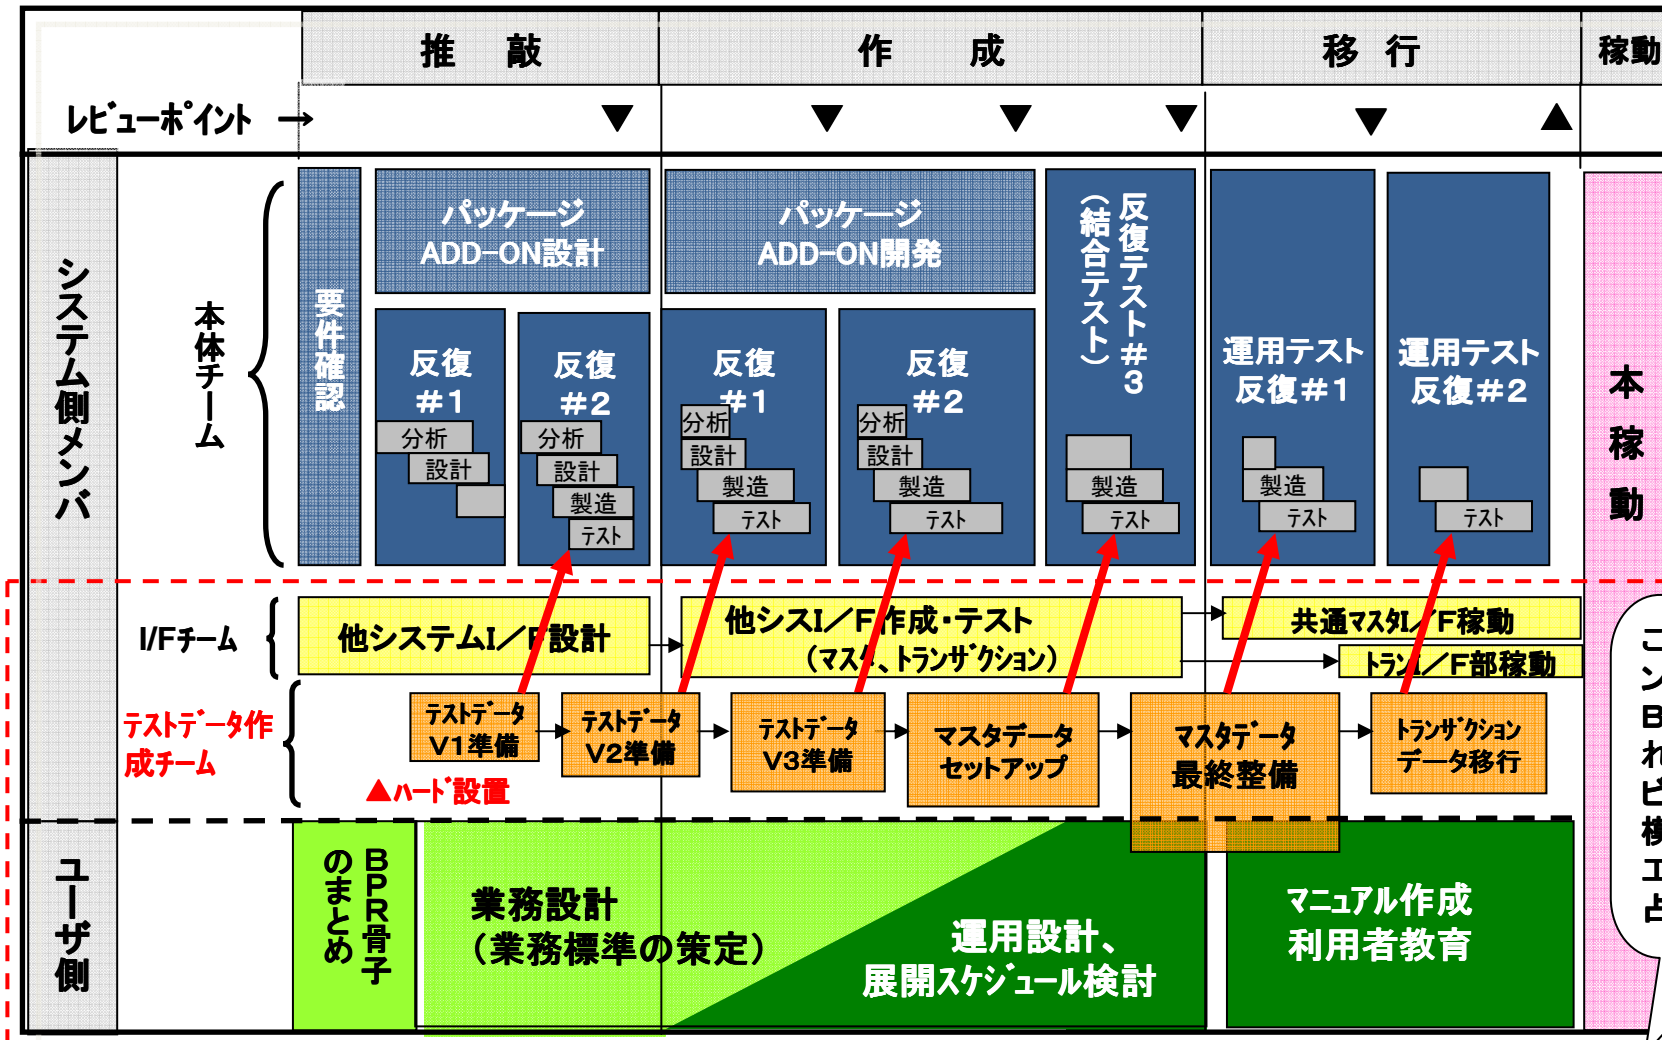 推 敲
作 成
移 行
稼動
レビューポイント →
▼ ▼ ▼ ▼ ▼ ▲
システム側メンバ
本体チーム
要件確認
パッケージ
ADD-ON設計
パッケージ
ADD-ON開発
反復テスト#3
(結合テスト)
反復
#1
分析
設計
反復
#2
分析
設計
製造
テスト
反復
#1
分析
設計
製造
テスト
反復
#2
分析
設計
製造
テスト
製造
テスト
運用テスト
反復#1
製造
テスト
運用テスト
反復#2
テスト
本稼動
I/Fチーム
他システムI/F設計
他シスI/F作成・テスト
(マスタ、トランザクション)
共通マスタI/F稼動
トランI/F部稼動
テストデータ作
成チーム
テストデータ
V1準備
テストデータ
V2準備
テストデータ
V3準備
マスタデータ
セットアップ
マスタデータ
最終整備
トランザクション
データ移行
▲ハード設置
ユーザ側
BPR骨子
のまとめ
業務設計
(業務標準の策定)
運用設計、
展開スケジュール検討
マニュアル作成
利用者教育
こ
ン
B
れ
ビ
模
エ
占